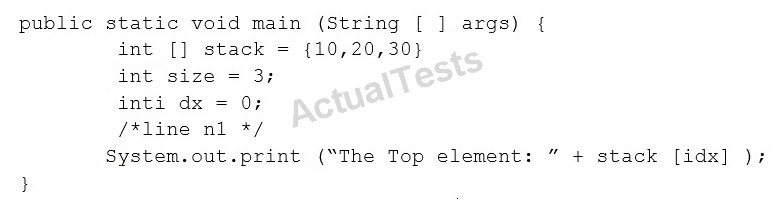 public static void main (String [ ] args) {
int [] stack = {10,20,30}
int size = 3;
inti dx = 0;
/*line n1 */
System.out.print (“The Top element: ” + stack [idx] );
}
ActualTests